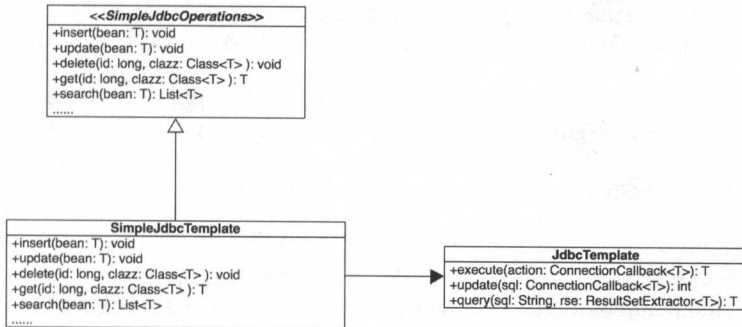 <<SimpleJdbcOperations>>
+insert(bean: T): void
+update(bean: T): void
+delete(id: long, clazz: Class<T> ): void
+get(id: long, clazz: Class<T> ): T
+search(bean: T): List<T>
......
SimpleJdbcTemplate
+insert(bean: T): void
+update(bean: T): void
+delete(id: long, clazz: Class<T> ): void
+get(id: long, clazz: Class<T> ): T
+search(bean: T): List<T>
......
JdbcTemplate
+execute(action: ConnectionCallback<T>): T
+update(sql: ConnectionCallback<T>): int
+query(sql: String, rse: ResultSetExtractor<T>): T